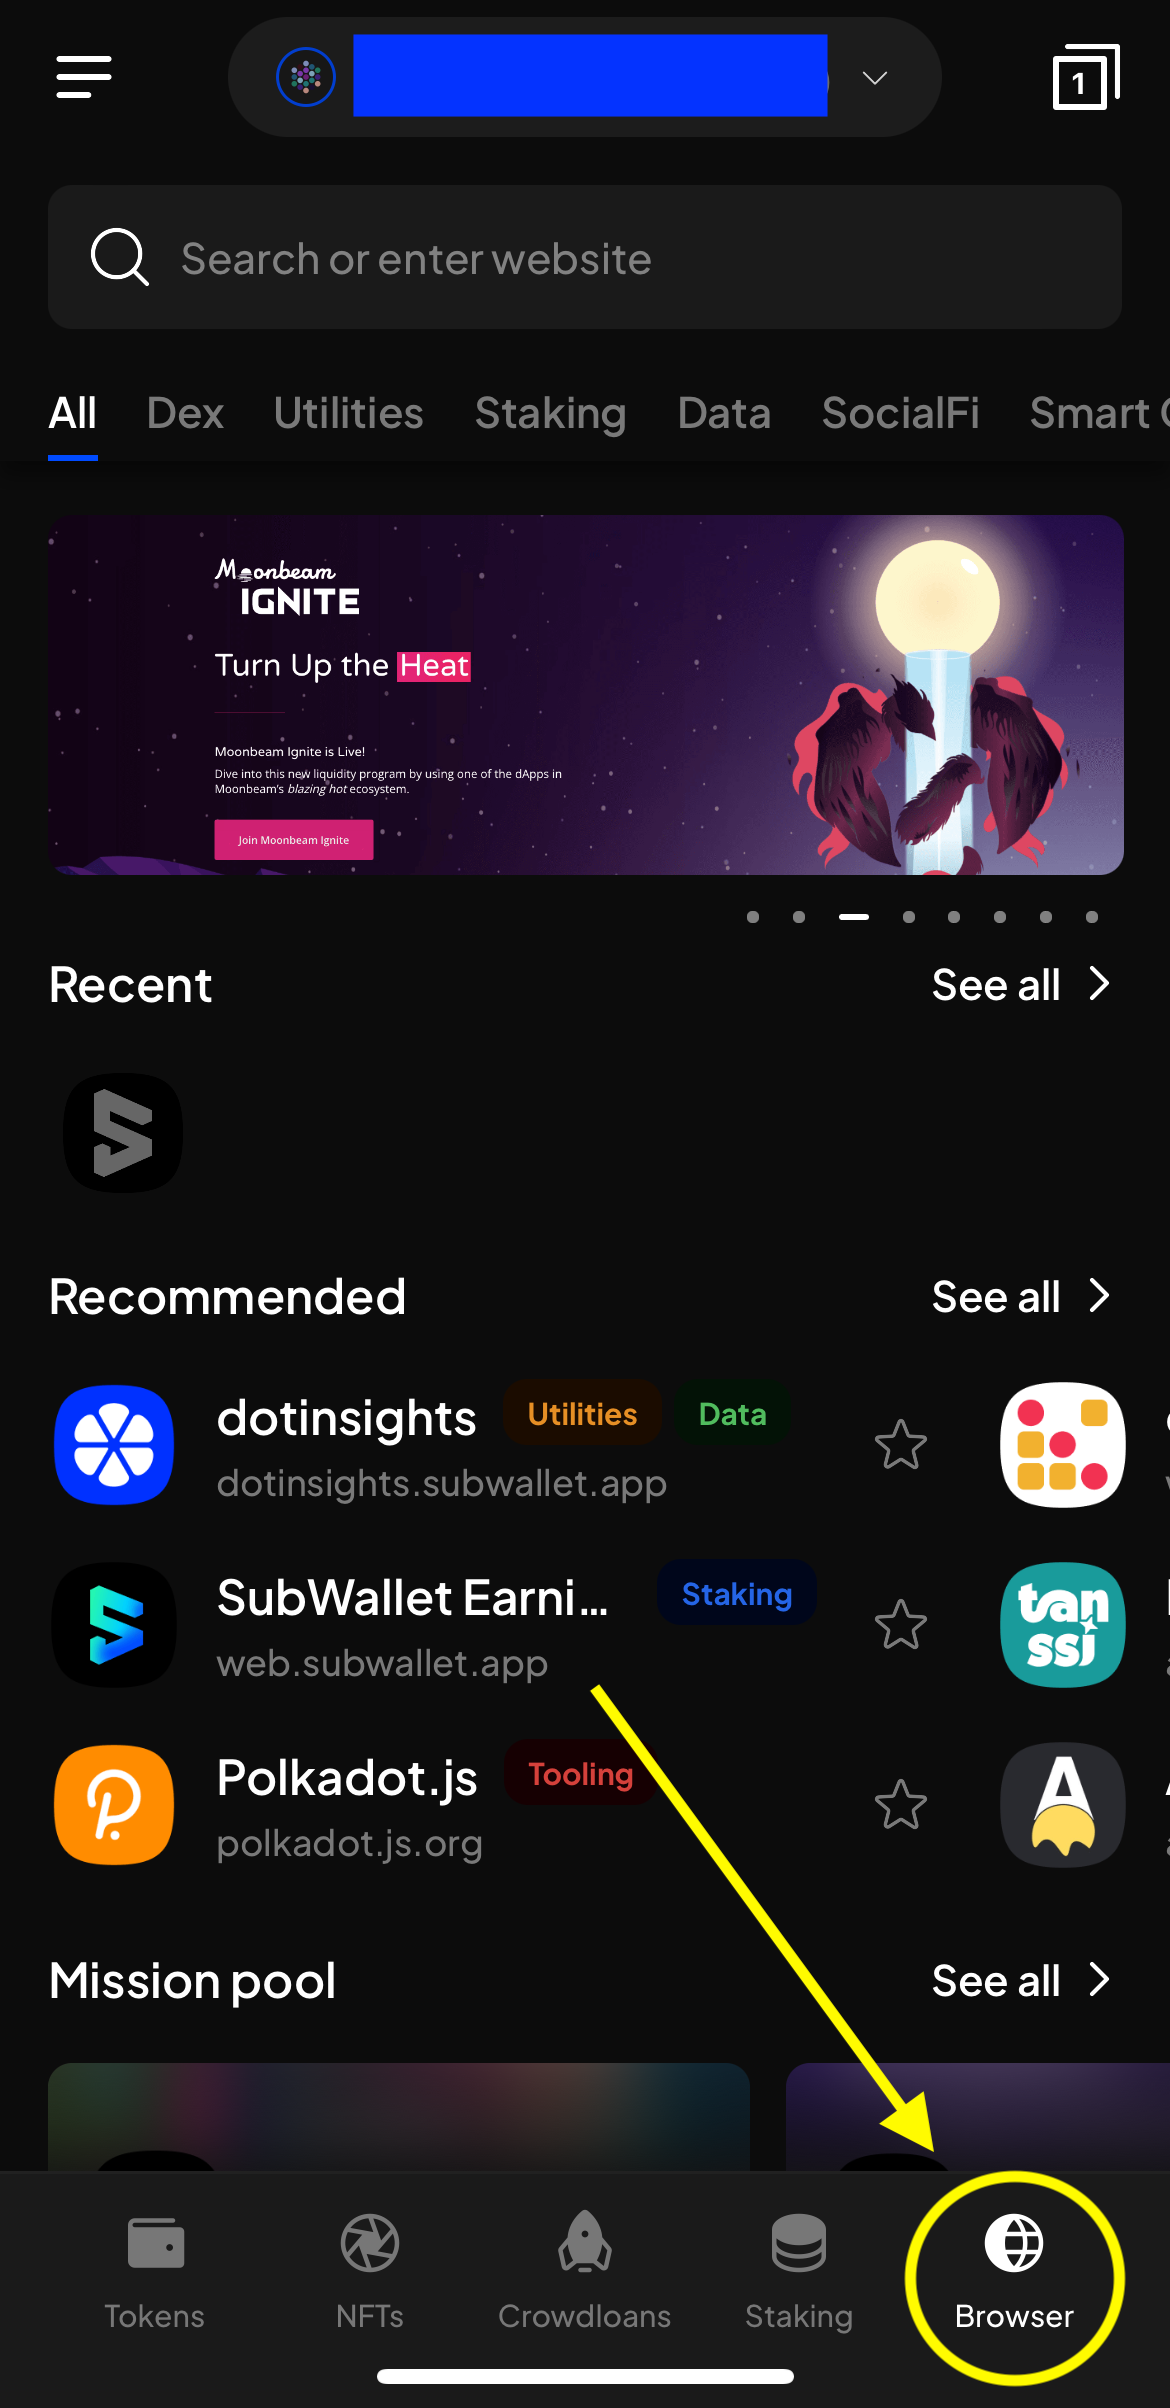 1
Search or enter website
All Dex Utilities Staking Data SocialFi Smart
Moonbeam
IGNITE
Turn Up the Heat
Moonbeam Ignite is Live!
Dive into this new liquidity program by using one of the dApps in
Moonbeam's blazing hot ecosystem.
Join Moonbeam Ignite
Recent See all
Recommended See all
dotinsights Utilities Data
dotinsights.subwallet.app
SubWallet Earni... Staking
web.subwallet.app
tan
ssi
Polkadot.js Tooling
polkadot.js.org
Mission pool See all
Tokens NFTs Crowdloans Staking Browser